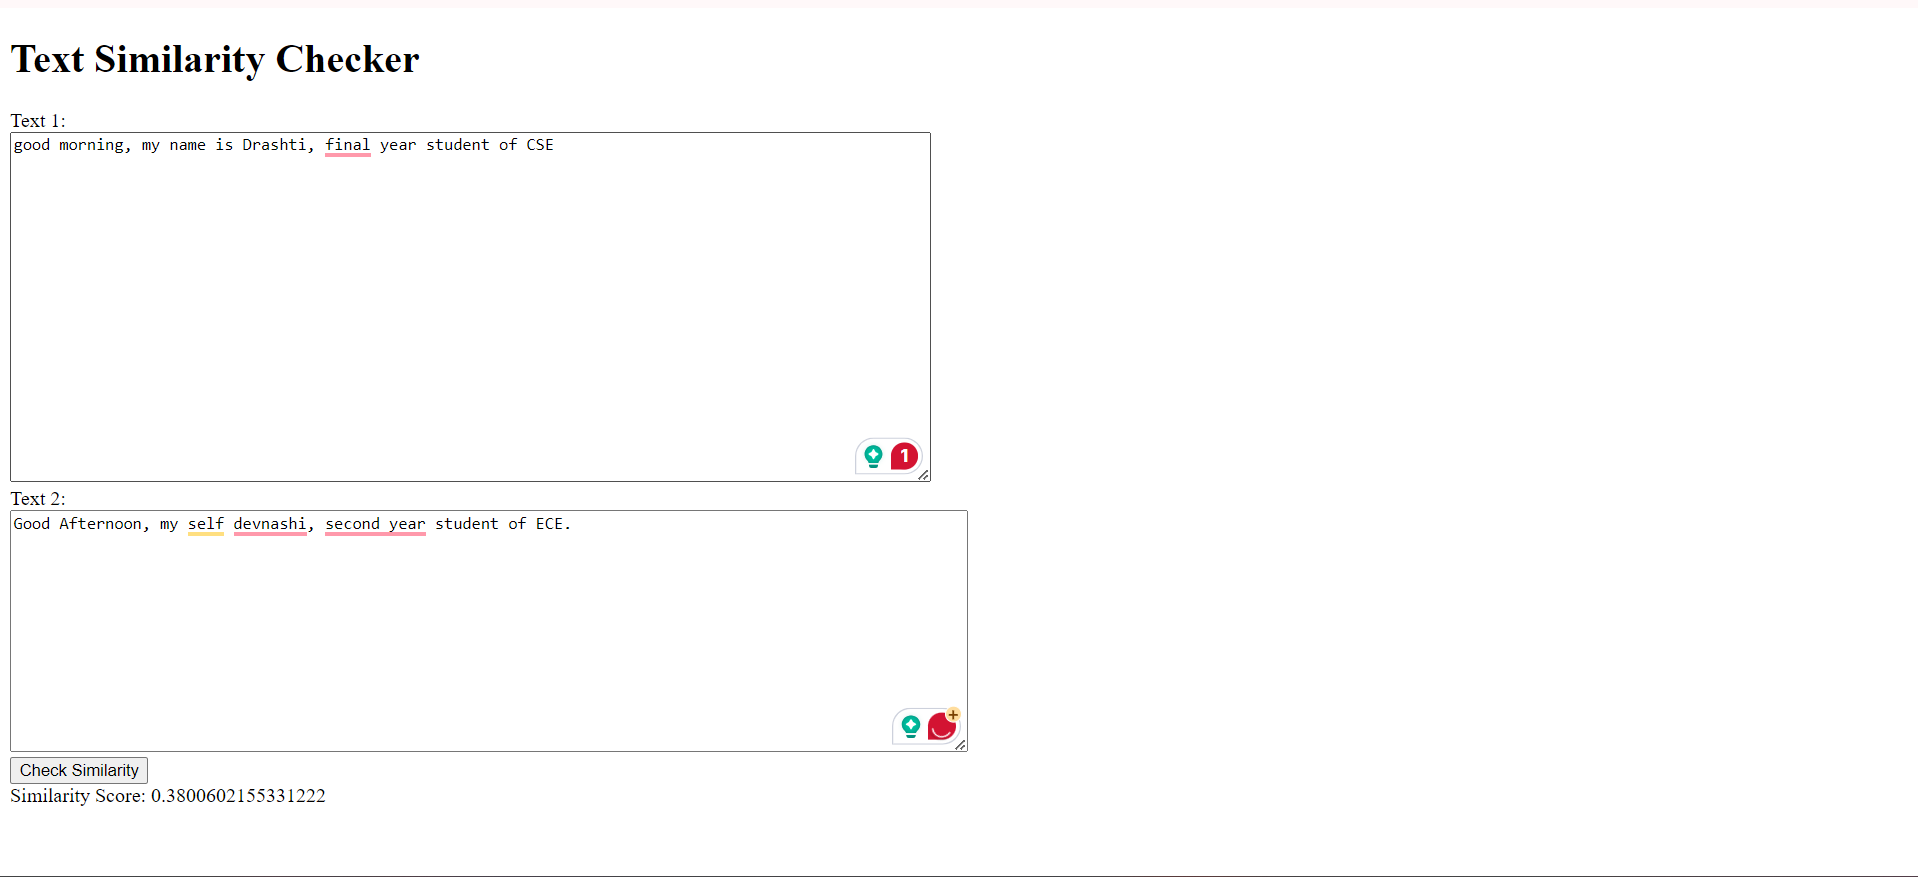 Text Similarity Checker
Text 1:
good morning, my name is Drashti, final year student of CSE
1
Text 2:
Good Afternoon, my self devnashi, second year student of ECE.
+
Check Similarity
Similarity Score: 0.3800602155331222